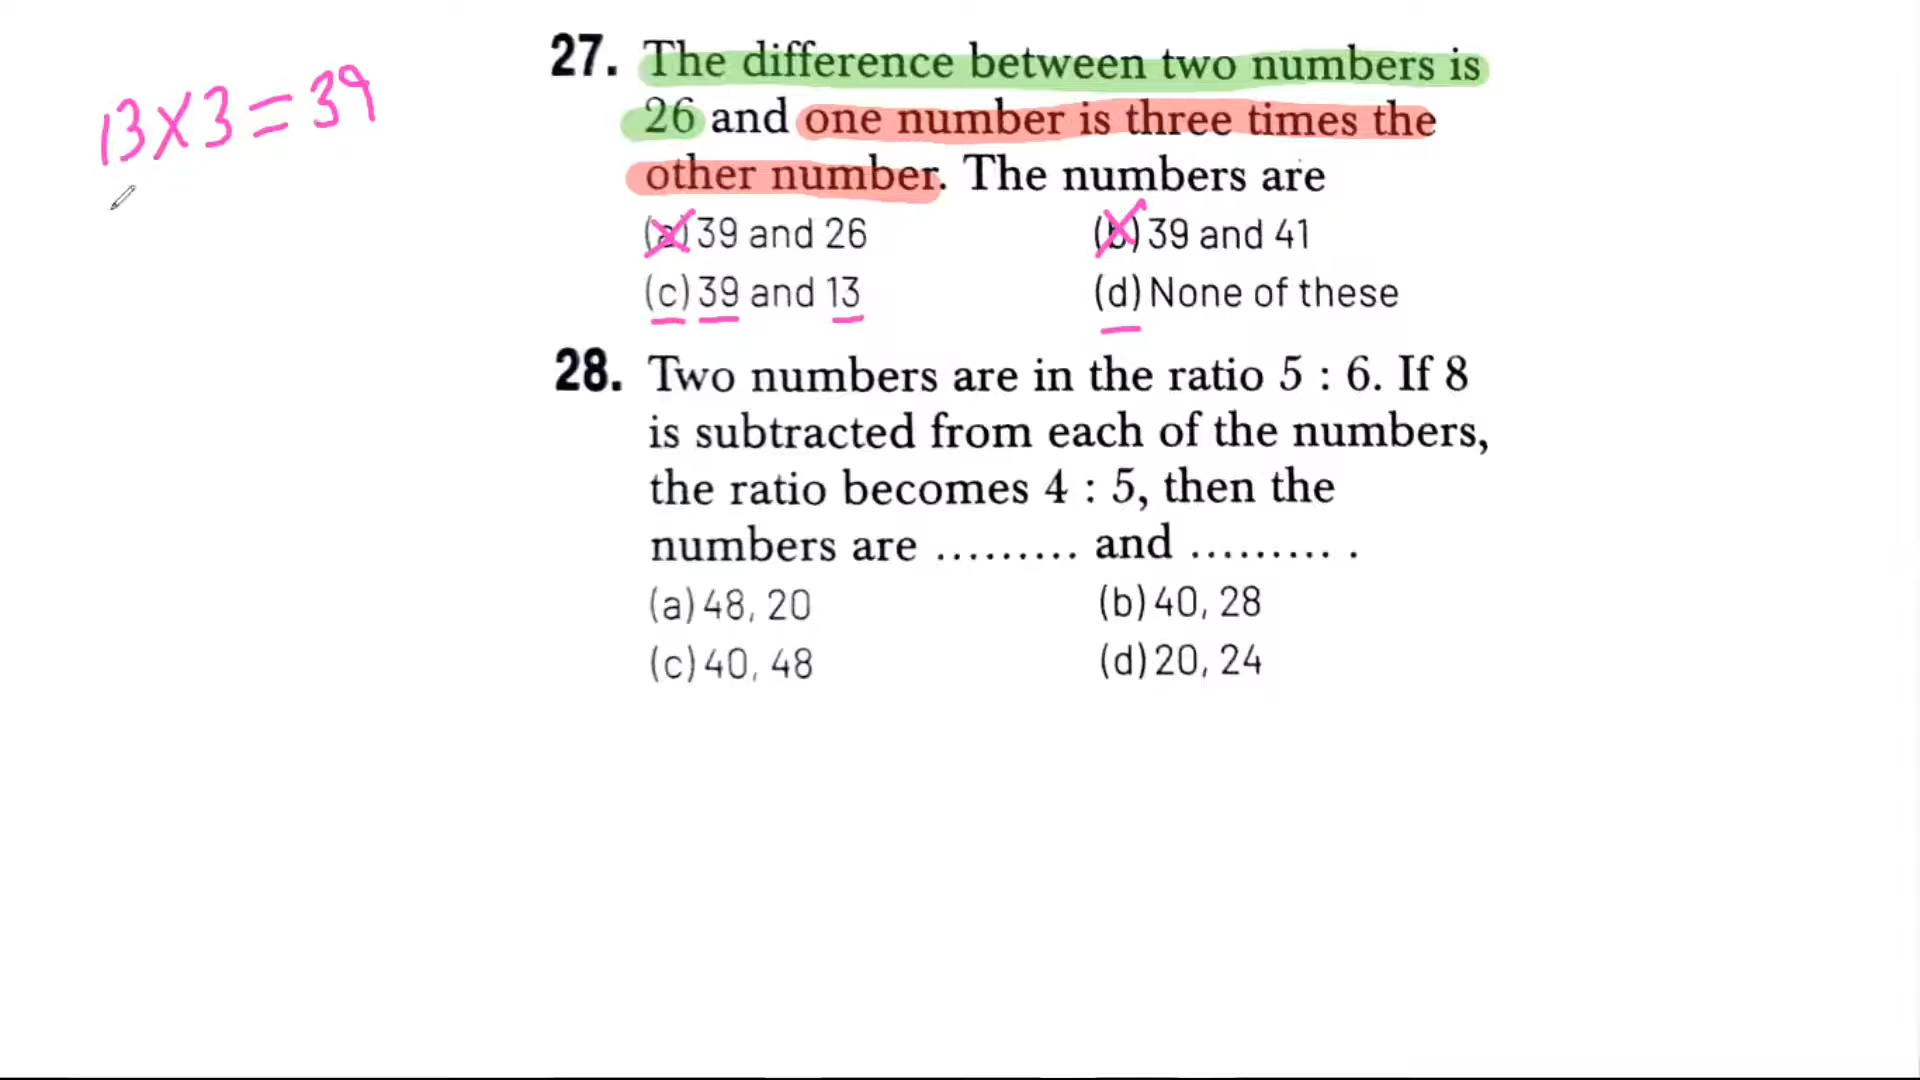 13×3=39
27. The difference between two numbers is
26 and one number is three times the
other number. The numbers are
(a) 39 and 26 (b) 39 and 41
(c) 39 and 13 (d) None of these
28. Two numbers are in the ratio 5 : 6. If 8
is subtracted from each of the numbers,
the ratio becomes 4 : 5, then the
numbers are ......... and ......... .
(a) 48, 20 (b) 40, 28
(c) 40, 48 (d) 20, 24